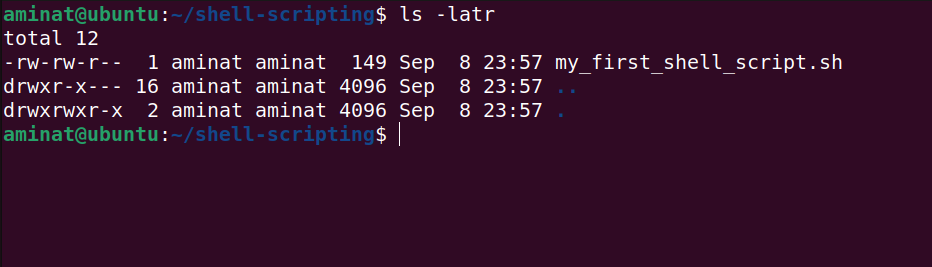 aminat@ubuntu:~/shell-scripting$ ls -latr
total 12
-rw-rw-r--  1 aminat aminat  149 Sep  8 23:57 my_first_shell_script.sh
drwxr-x--- 16 aminat aminat 4096 Sep  8 23:57 ..
drwxrwxr-x  2 aminat aminat 4096 Sep  8 23:57 .
aminat@ubuntu:~/shell-scripting$